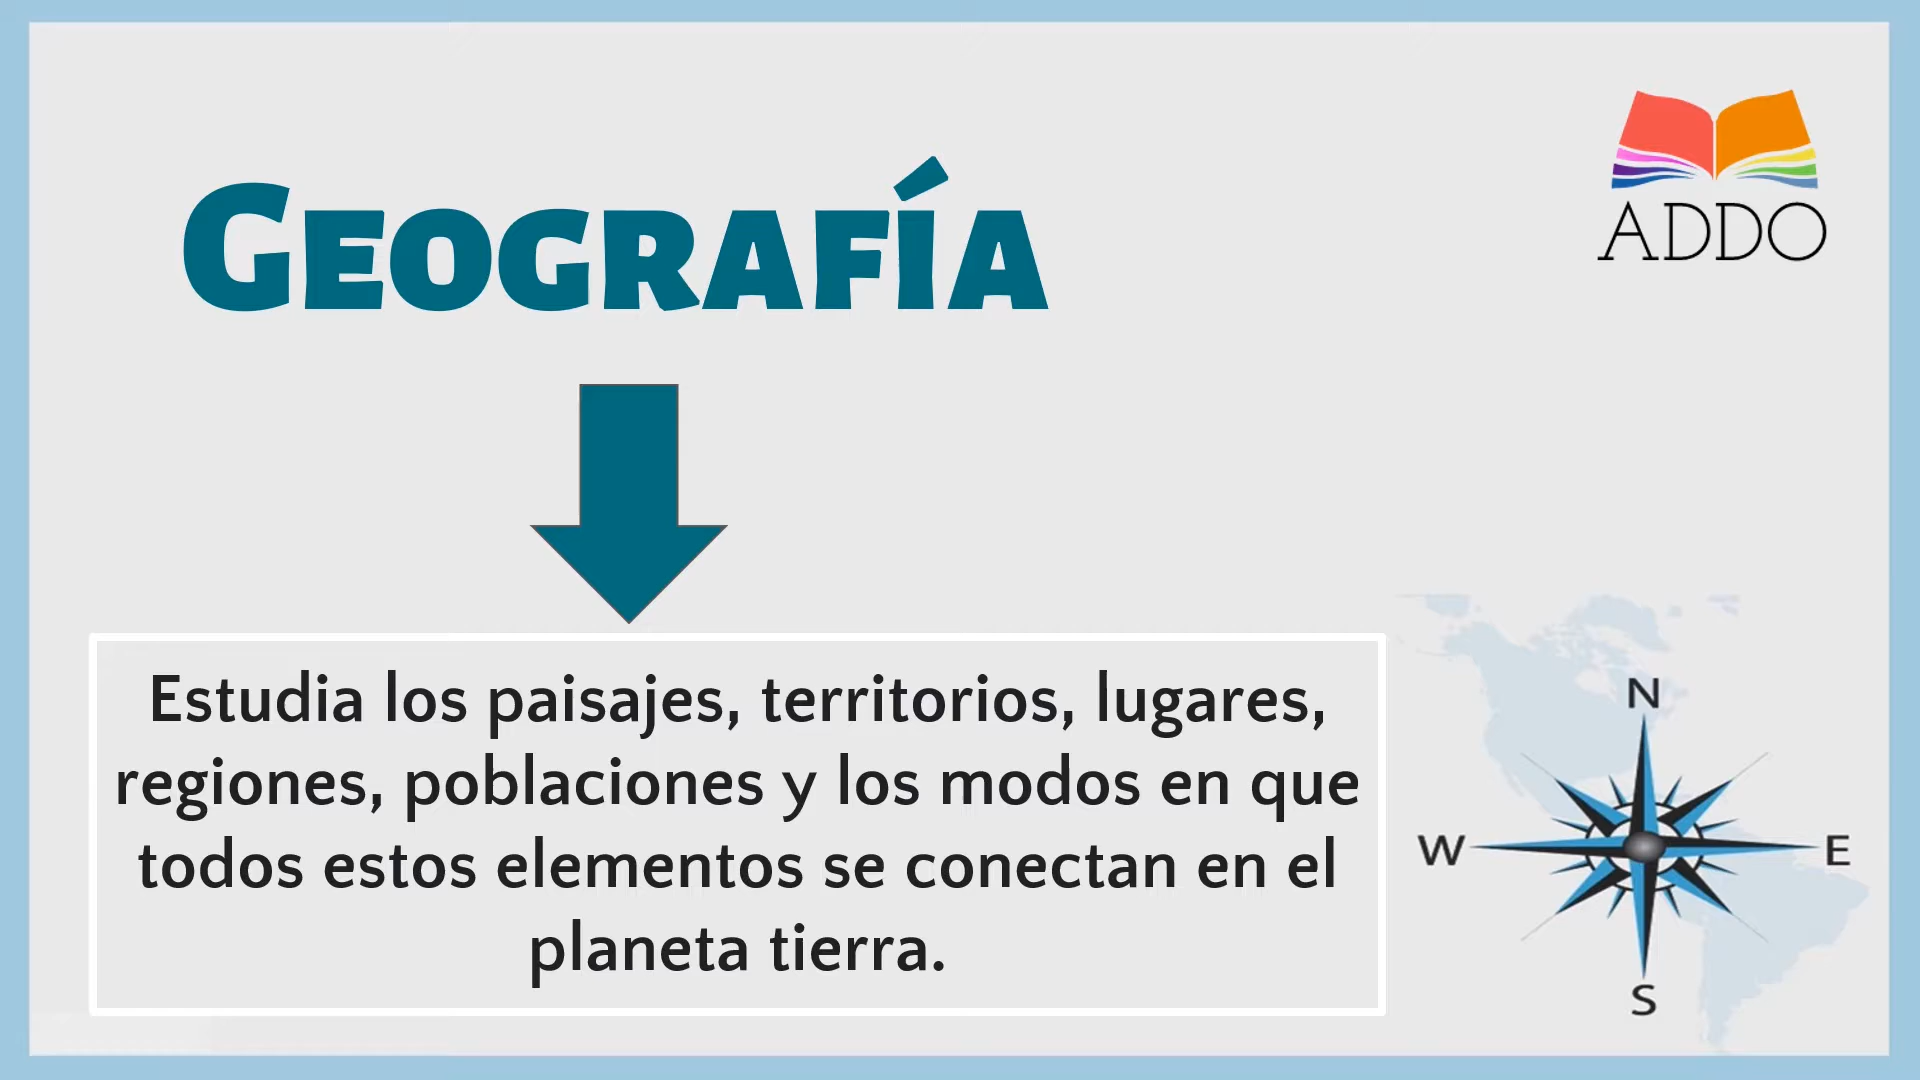 GEOGRAFÍA
ADDO
Estudia los paisajes, territorios, lugares,
regiones, poblaciones y los modos en que
todos estos elementos se conectan en el
planeta tierra.
N
W
E
S